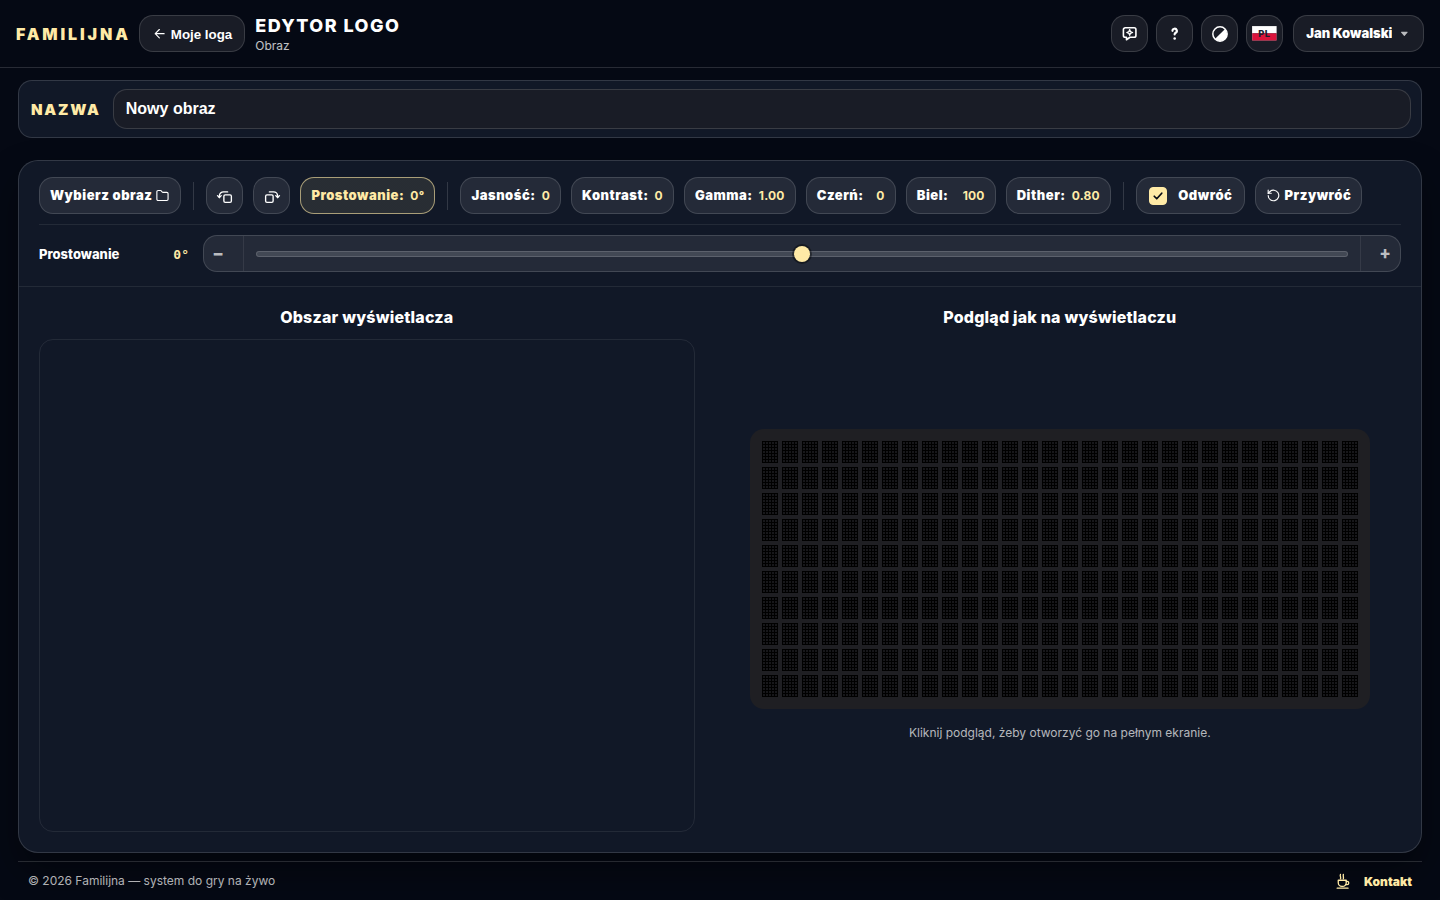 FAMILIJNA
Moje loga
EDYTOR LOGO
Obraz
?
PL
Jan Kowalski
NAZWA
Nowy obraz
Wybierz obraz
Prostowanie: 0°
Jasność: 0
Kontrast: 0
Gamma: 1.00
Czerń: 0
Biel: 100
Dither: 0.80
Odwróć
Przywróć
Prostowanie 0° − +
Obszar wyświetlacza
Podgląd jak na wyświetlaczu
Kliknij podgląd, żeby otworzyć go na pełnym ekranie.
© 2026 Familijna — system do gry na żywo
Kontakt